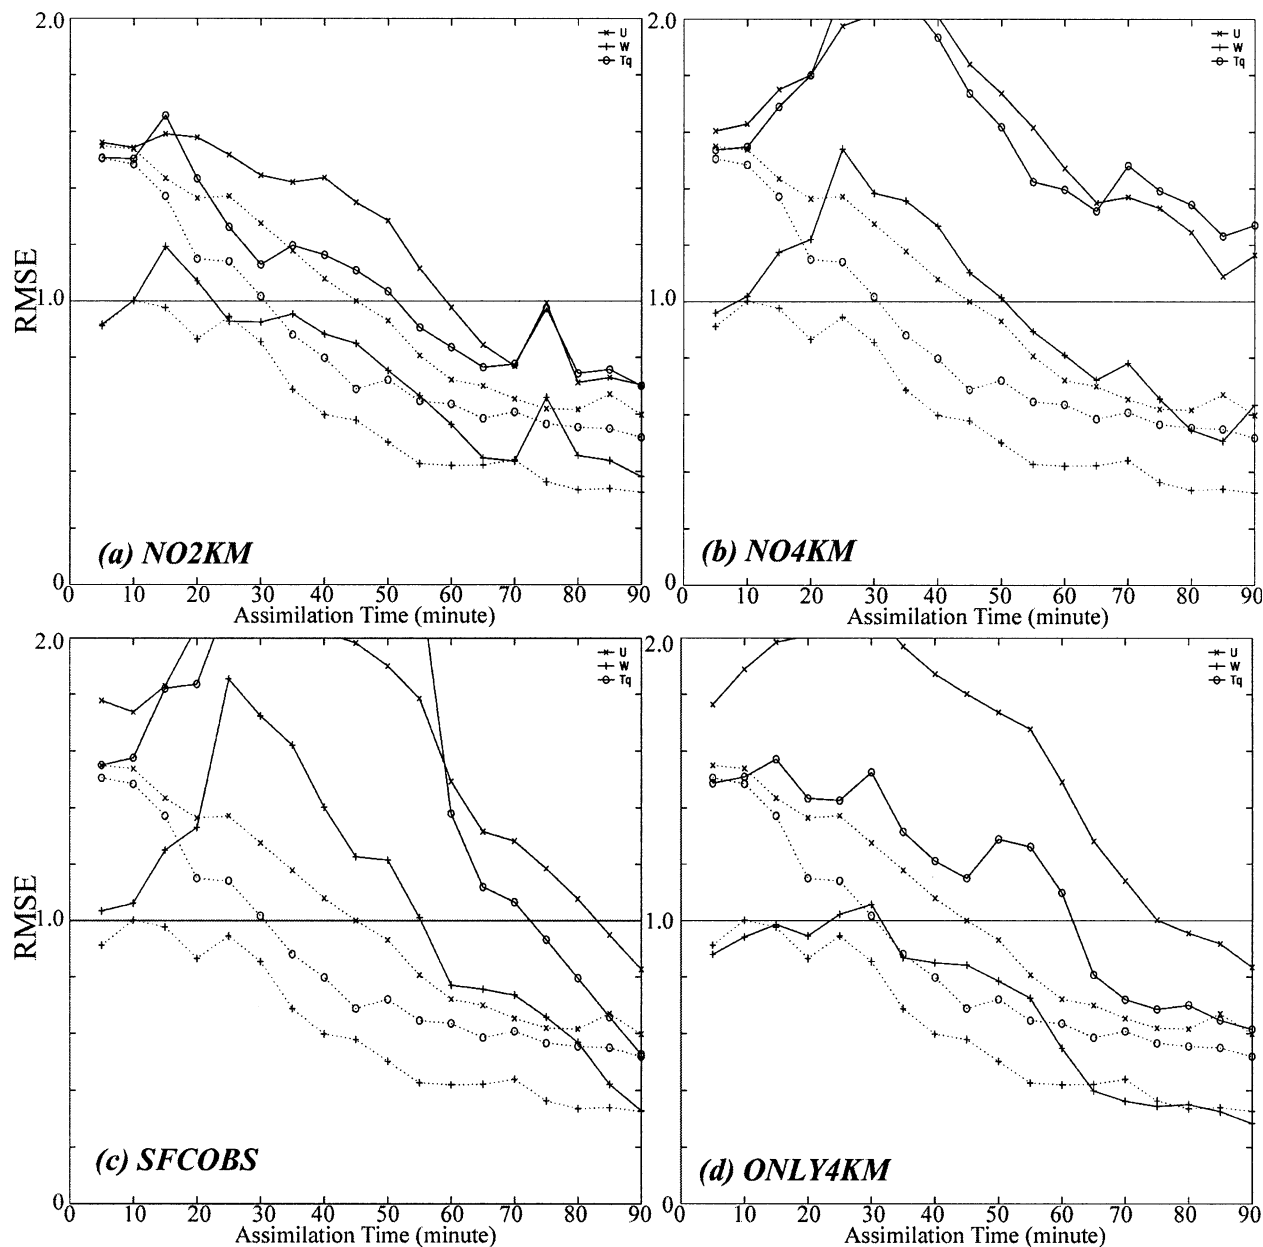 2.0
U
W
Tq
RMSE
1.0
(a) NO2KM
0
0 10 20 30 40 50 60 70 80 90
Assimilation Time (minute)
2.0
U
W
Tq
1.0
(b) NO4KM
0
0 10 20 30 40 50 60 70 80 90
Assimilation Time (minute)
2.0
U
W
Tq
RMSE
1.0
(c) SFCOBS
0
0 10 20 30 40 50 60 70 80 90
Assimilation Time (minute)
2.0
U
W
Tq
1.0
(d) ONLY4KM
0
0 10 20 30 40 50 60 70 80 90
Assimilation Time (minute)